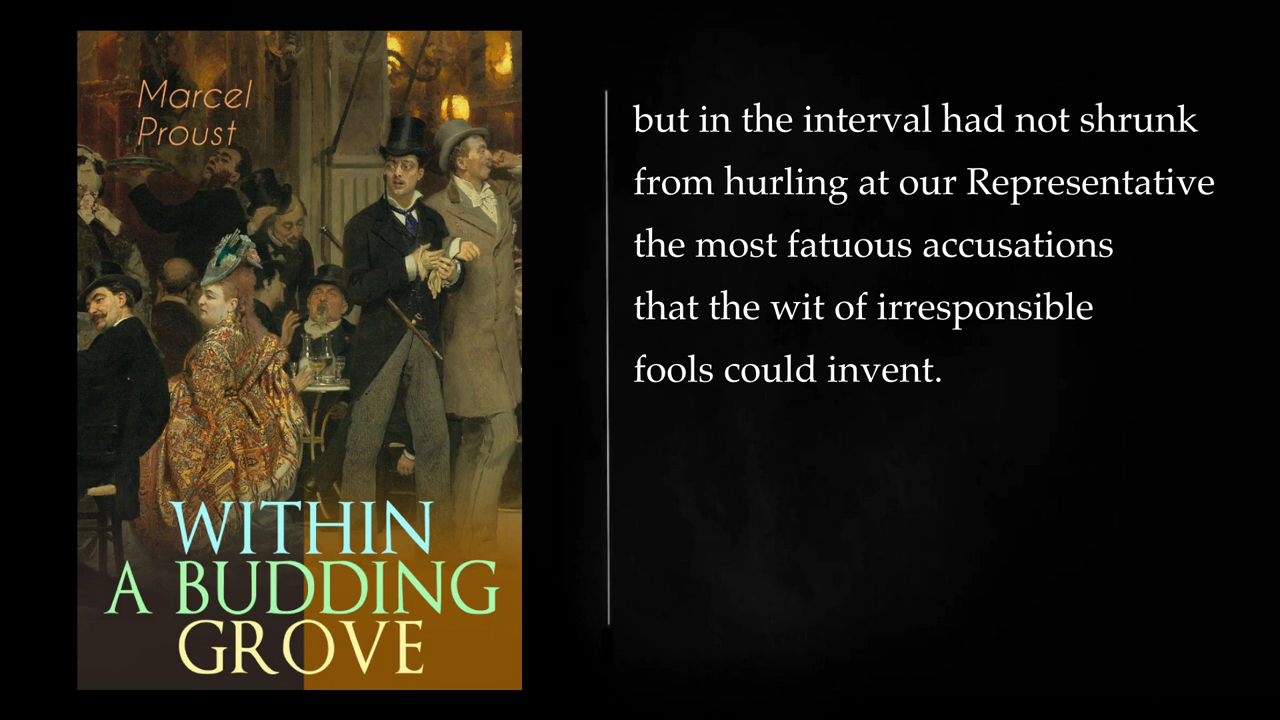 Marcel
Proust
WITHIN
A BUDDING
GROVE
but in the interval had not shrunk
from hurling at our Representative
the most fatuous accusations
that the wit of irresponsible
fools could invent.